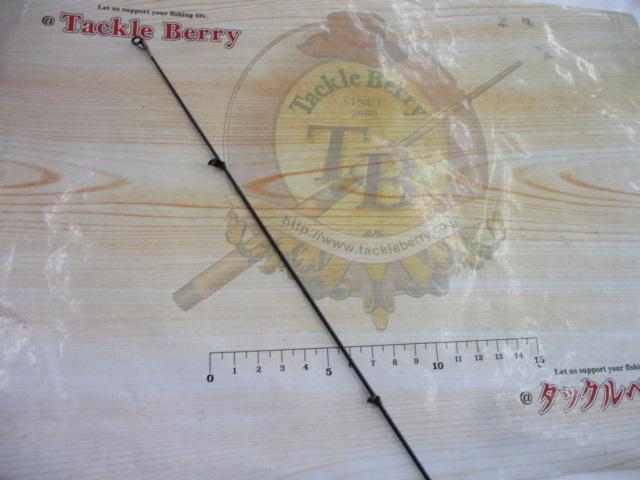 Let us support your fishing life.
@ Tackle Berry
Tackle Berry
SINCE
2000
TB
http://www.tackleberry.co.jp
0 1 2 3 4 5 6 7 8 9 10 11 12 13 14 15
Let us support your fishi
@ タックルベ